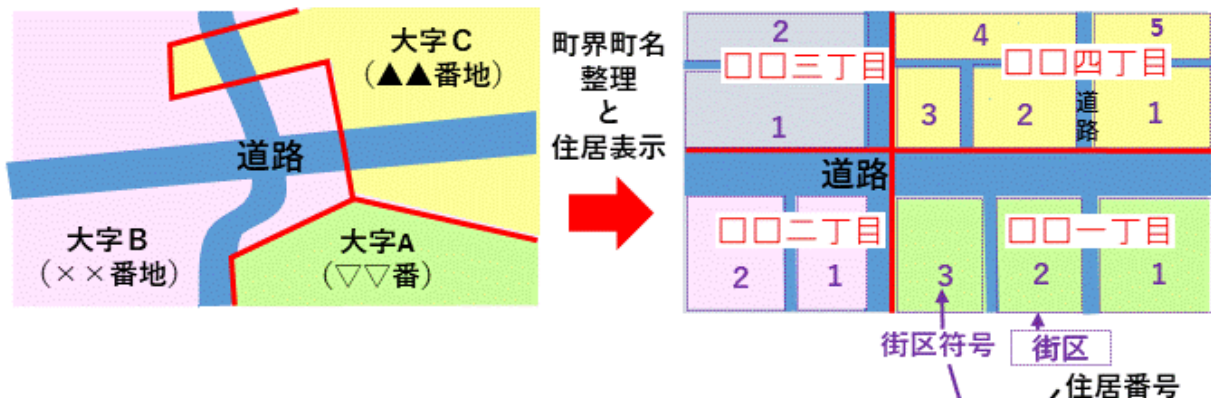 大字C
(▲▲番地)
道路
大字B
(××番地)
大字A
(▽▽番)
町界町名
整理
と
住居表示
2
□□三丁目
1
4
5
□□四丁目
3
2
道路
1
道路
□□二丁目
2
1
□□一丁目
3
2
1
街区符号
街区
住居番号